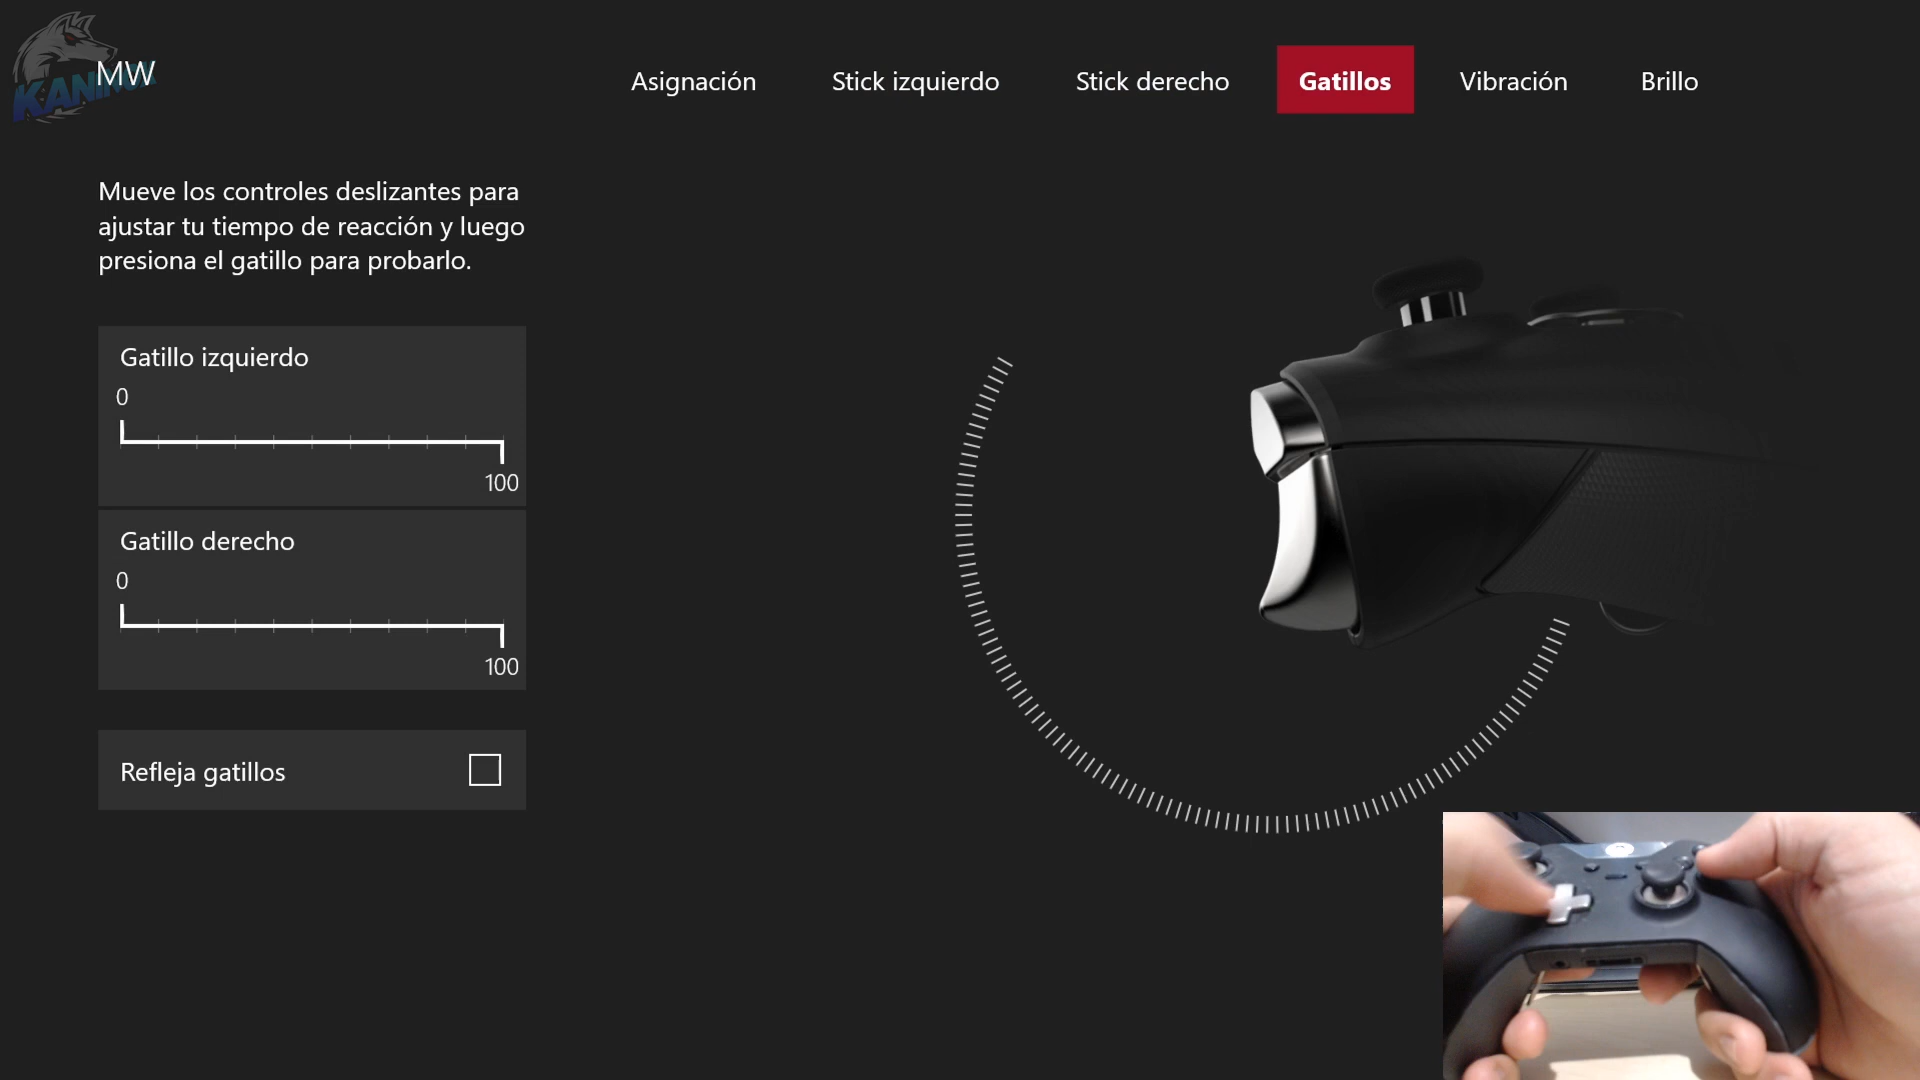 KANINOX
MW
Asignación
Stick izquierdo
Stick derecho
Gatillos
Vibración
Brillo
Mueve los controles deslizantes para
ajustar tu tiempo de reacción y luego
presiona el gatillo para probarlo.
Gatillo izquierdo
0
100
Gatillo derecho
0
100
Refleja gatillos